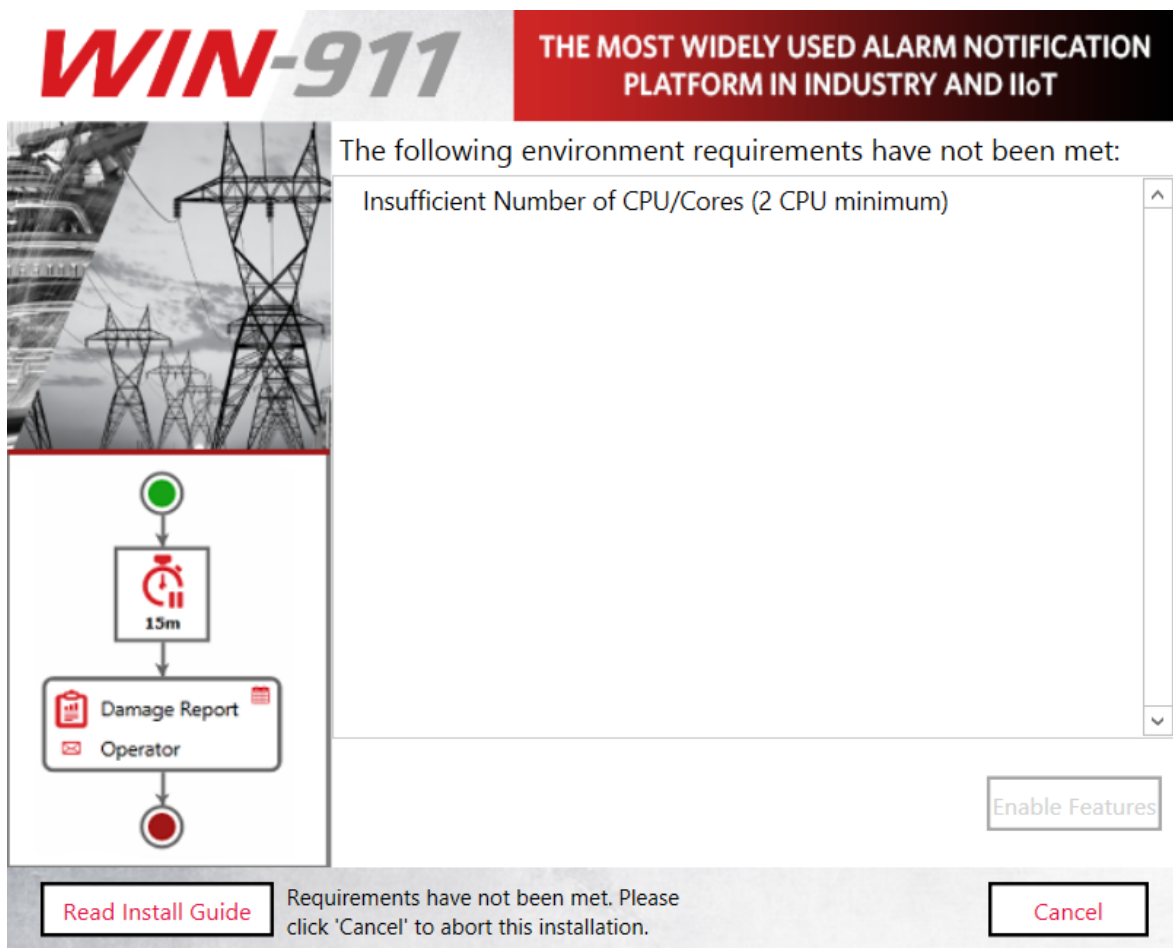 WIN-911
THE MOST WIDELY USED ALARM NOTIFICATION
PLATFORM IN INDUSTRY AND IIoT
The following environment requirements have not been met:
Insufficient Number of CPU/Cores (2 CPU minimum)
15m
Damage Report
Operator
Enable Features
Read Install Guide
Requirements have not been met. Please
click 'Cancel' to abort this installation.
Cancel